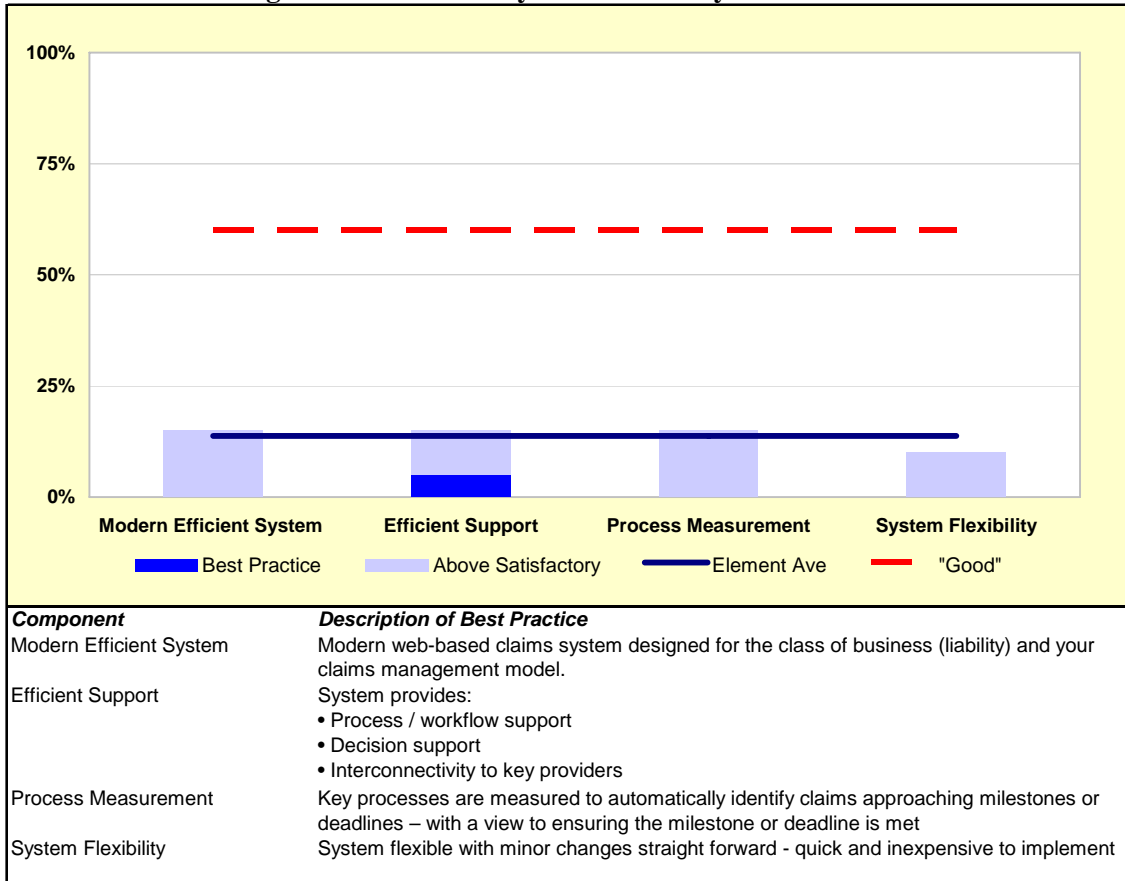 100%
75%
50%
25%
0%
Modern Efficient System Efficient Support Process Measurement System Flexibility
Best Practice Above Satisfactory Element Ave "Good"
Component Description of Best Practice
Modern Efficient System Modern web-based claims system designed for the class of business (liability) and your
claims management model.
Efficient Support System provides:
• Process / workflow support
• Decision support
• Interconnectivity to key providers
Process Measurement Key processes are measured to automatically identify claims approaching milestones or
deadlines – with a view to ensuring the milestone or deadline is met
System Flexibility System flexible with minor changes straight forward - quick and inexpensive to implement